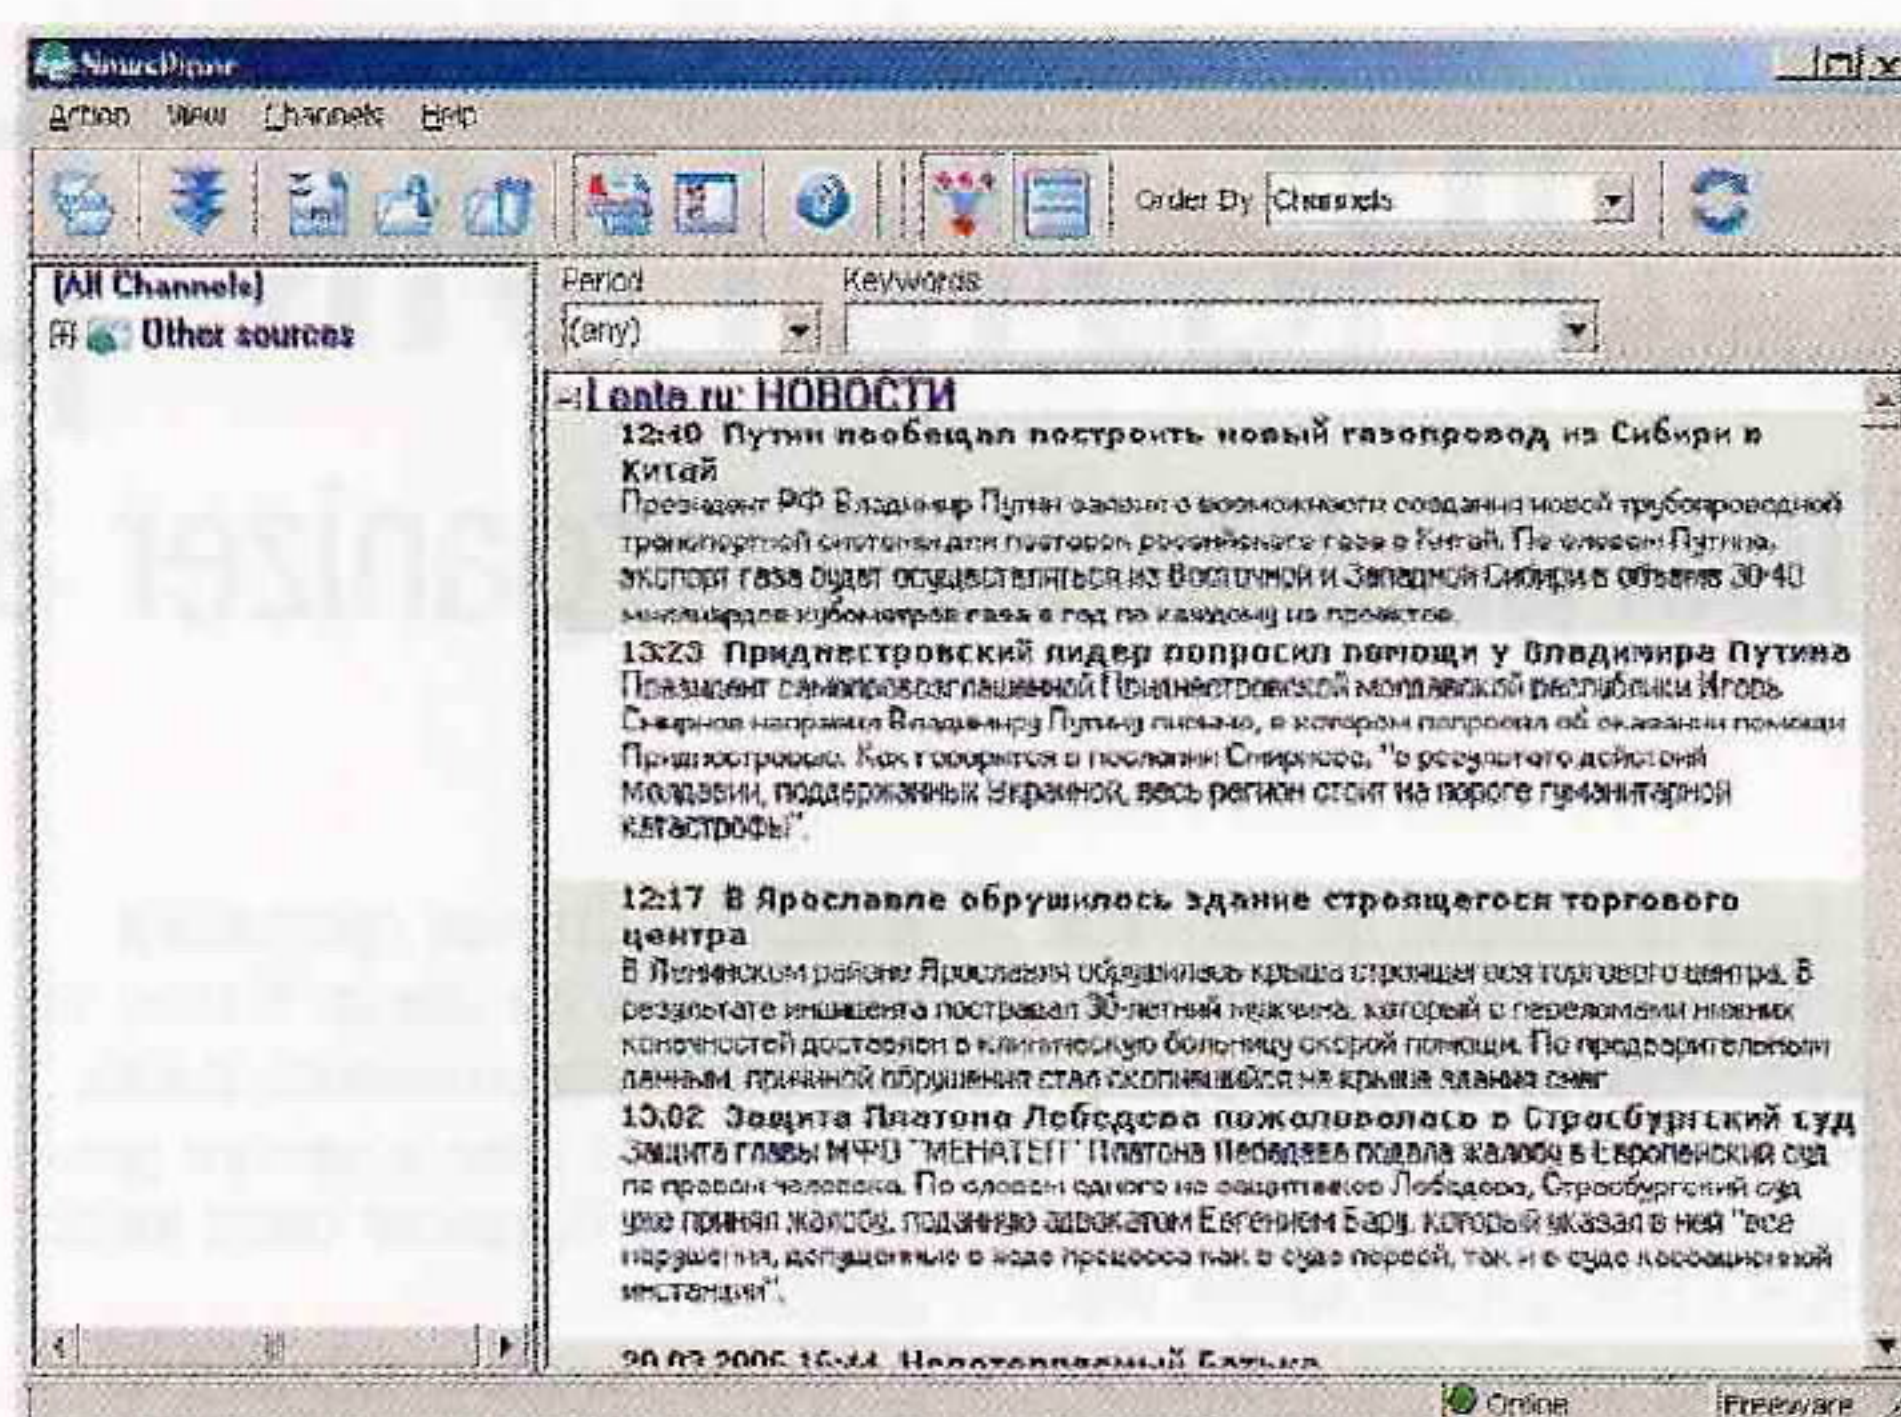 Action View Channels Help
Order By Channels
[All Channels]
Other sources
Period Keywords
(any)
Lenta.ru: НОВОСТИ
12:40 Путин пообещал построить новый газопровод из Сибири в
Китай
Президент РФ Владимир Путин заявил о возможности создания новой трубопроводной
транспортной системы для поставок российского газа в Китай. По словам Путина,
экспорт газа будет осуществляться из Восточной и Западной Сибири в объеме 30-40
миллиардов кубометров газа в год по каждому из проектов.
13:23 Приднестровский лидер попросил помощи у Владимира Путина
Президент самопровозглашенной Приднестровской молдавской республики Игорь
Смирнов направил Владимиру Путину письмо, в котором попросил об оказании помощи
Приднестровью. Как говорится в послании Смирнова, "в результате действий
Молдавии, поддержанных Украиной, весь регион стоит на пороге гуманитарной
катастрофы".
12:17 В Ярославле обрушилось здание строящегося торгового
центра
В Ленинском районе Ярославля обрушилась крыша строящегося торгового центра. В
результате инцидента пострадал 30-летний мужчина, который с переломами нижних
конечностей доставлен в клиническую больницу скорой помощи. По предварительным
данным, причиной обрушения стал скопившийся на крыше здания снег
13:02 Защита Платона Лебедева пожаловалась в Страсбургский суд
Защита главы МФО "МЕНАТЕП" Платона Лебедева подала жалобу в Европейский суд
по правам человека. По словам одного из защитников Лебедева, Страсбургский суд
уже принял жалобу, поданную адвокатом Евгением Бару, который указал в ней "все
нарушения, допущенные в ходе процесса как в суде первой, так и в суде кассационной
инстанции".
Батька
Online Freeware